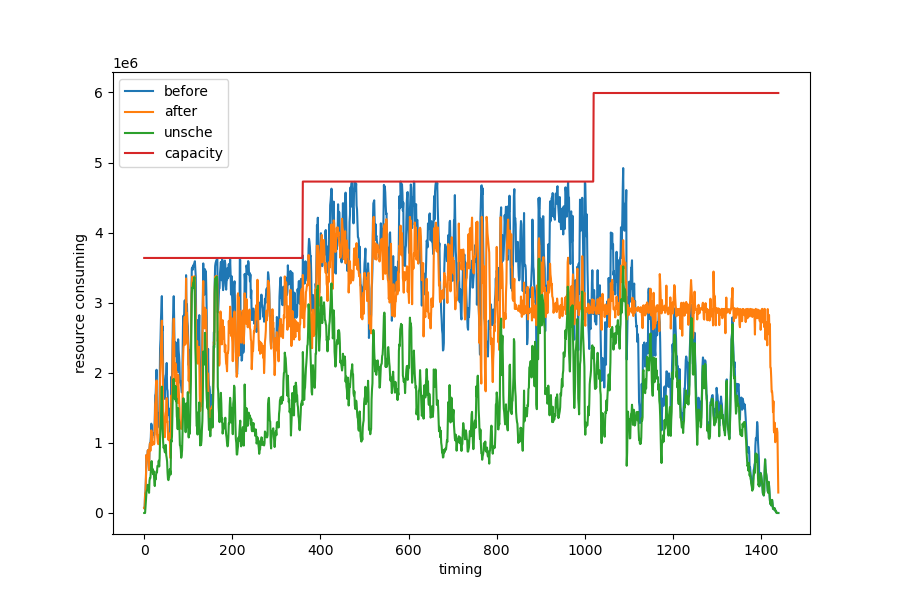 1e6
before
after
unsche
capacity
6
5
4
3
2
1
0
resource consuming
0 200 400 600 800 1000 1200 1400
timing